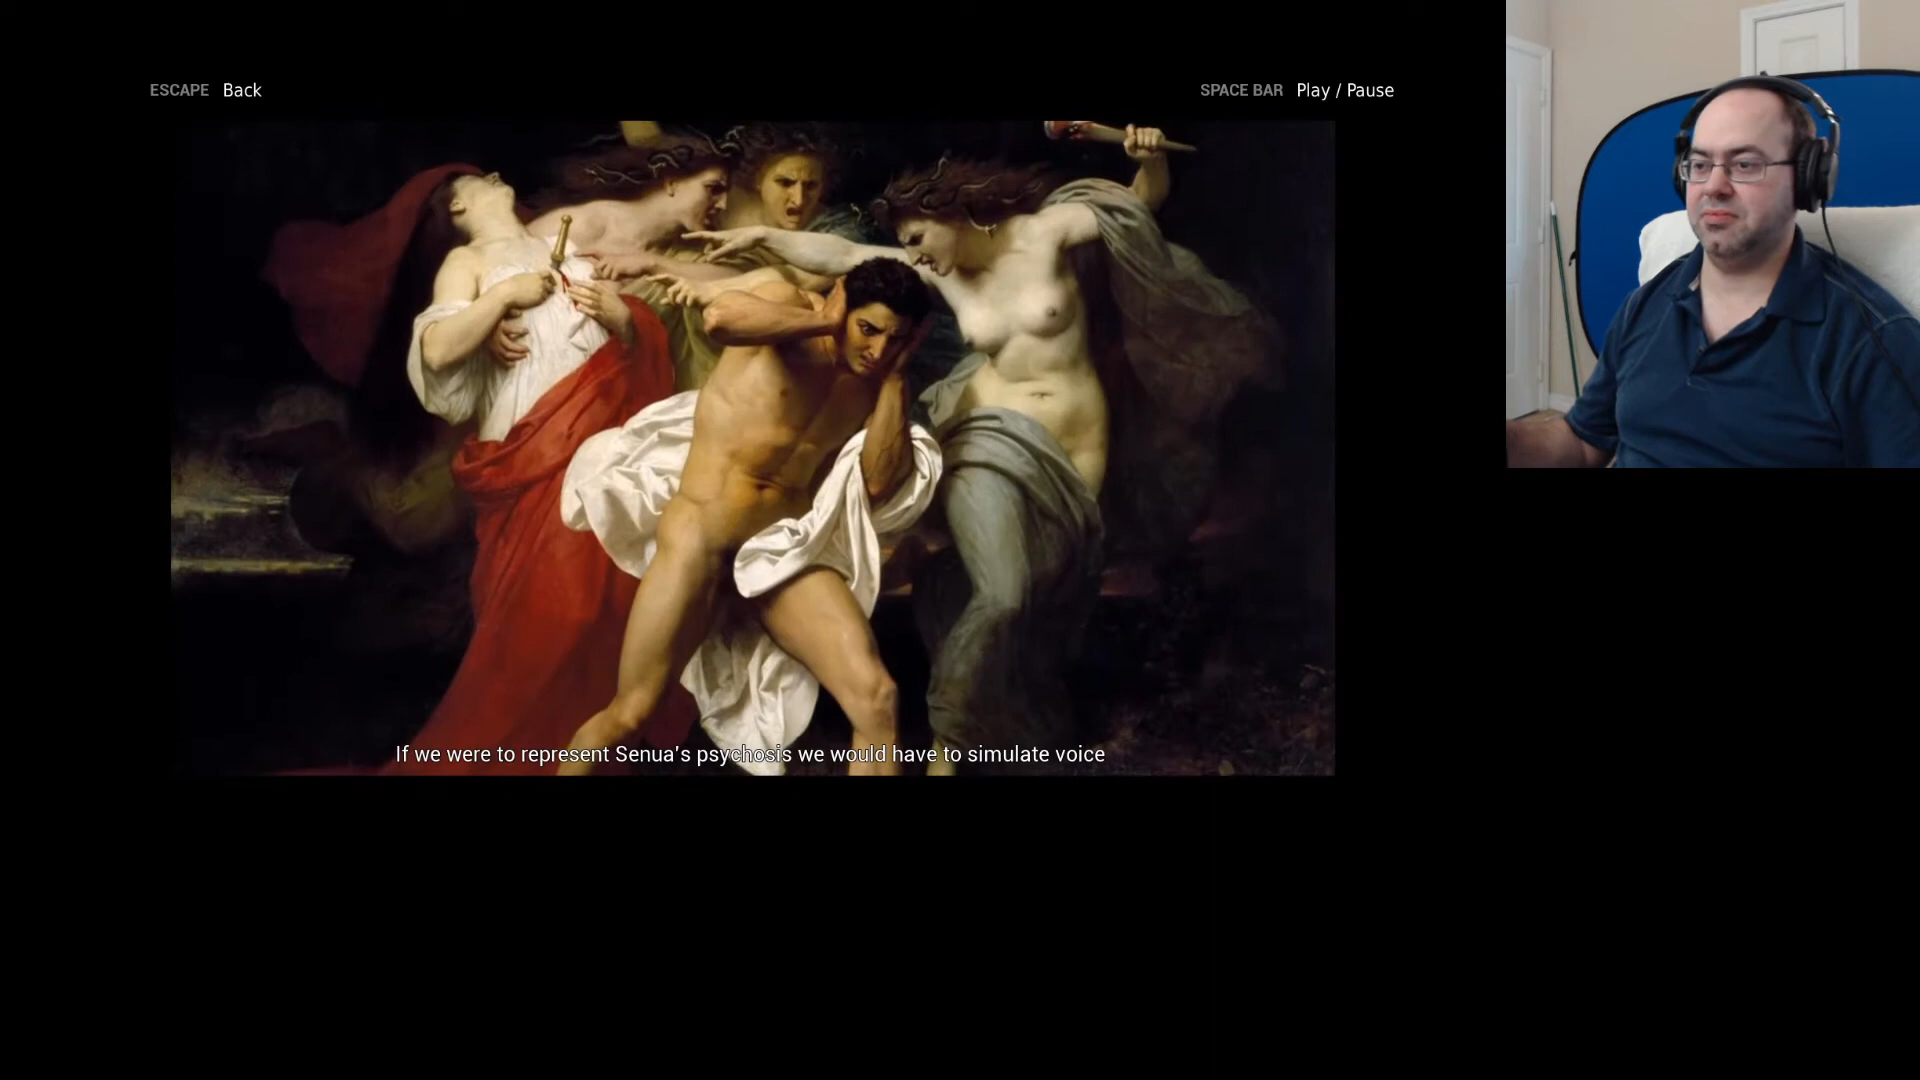 ESCAPE Back
SPACE BAR Play / Pause
If we were to represent Senua's psychosis we would have to simulate voice